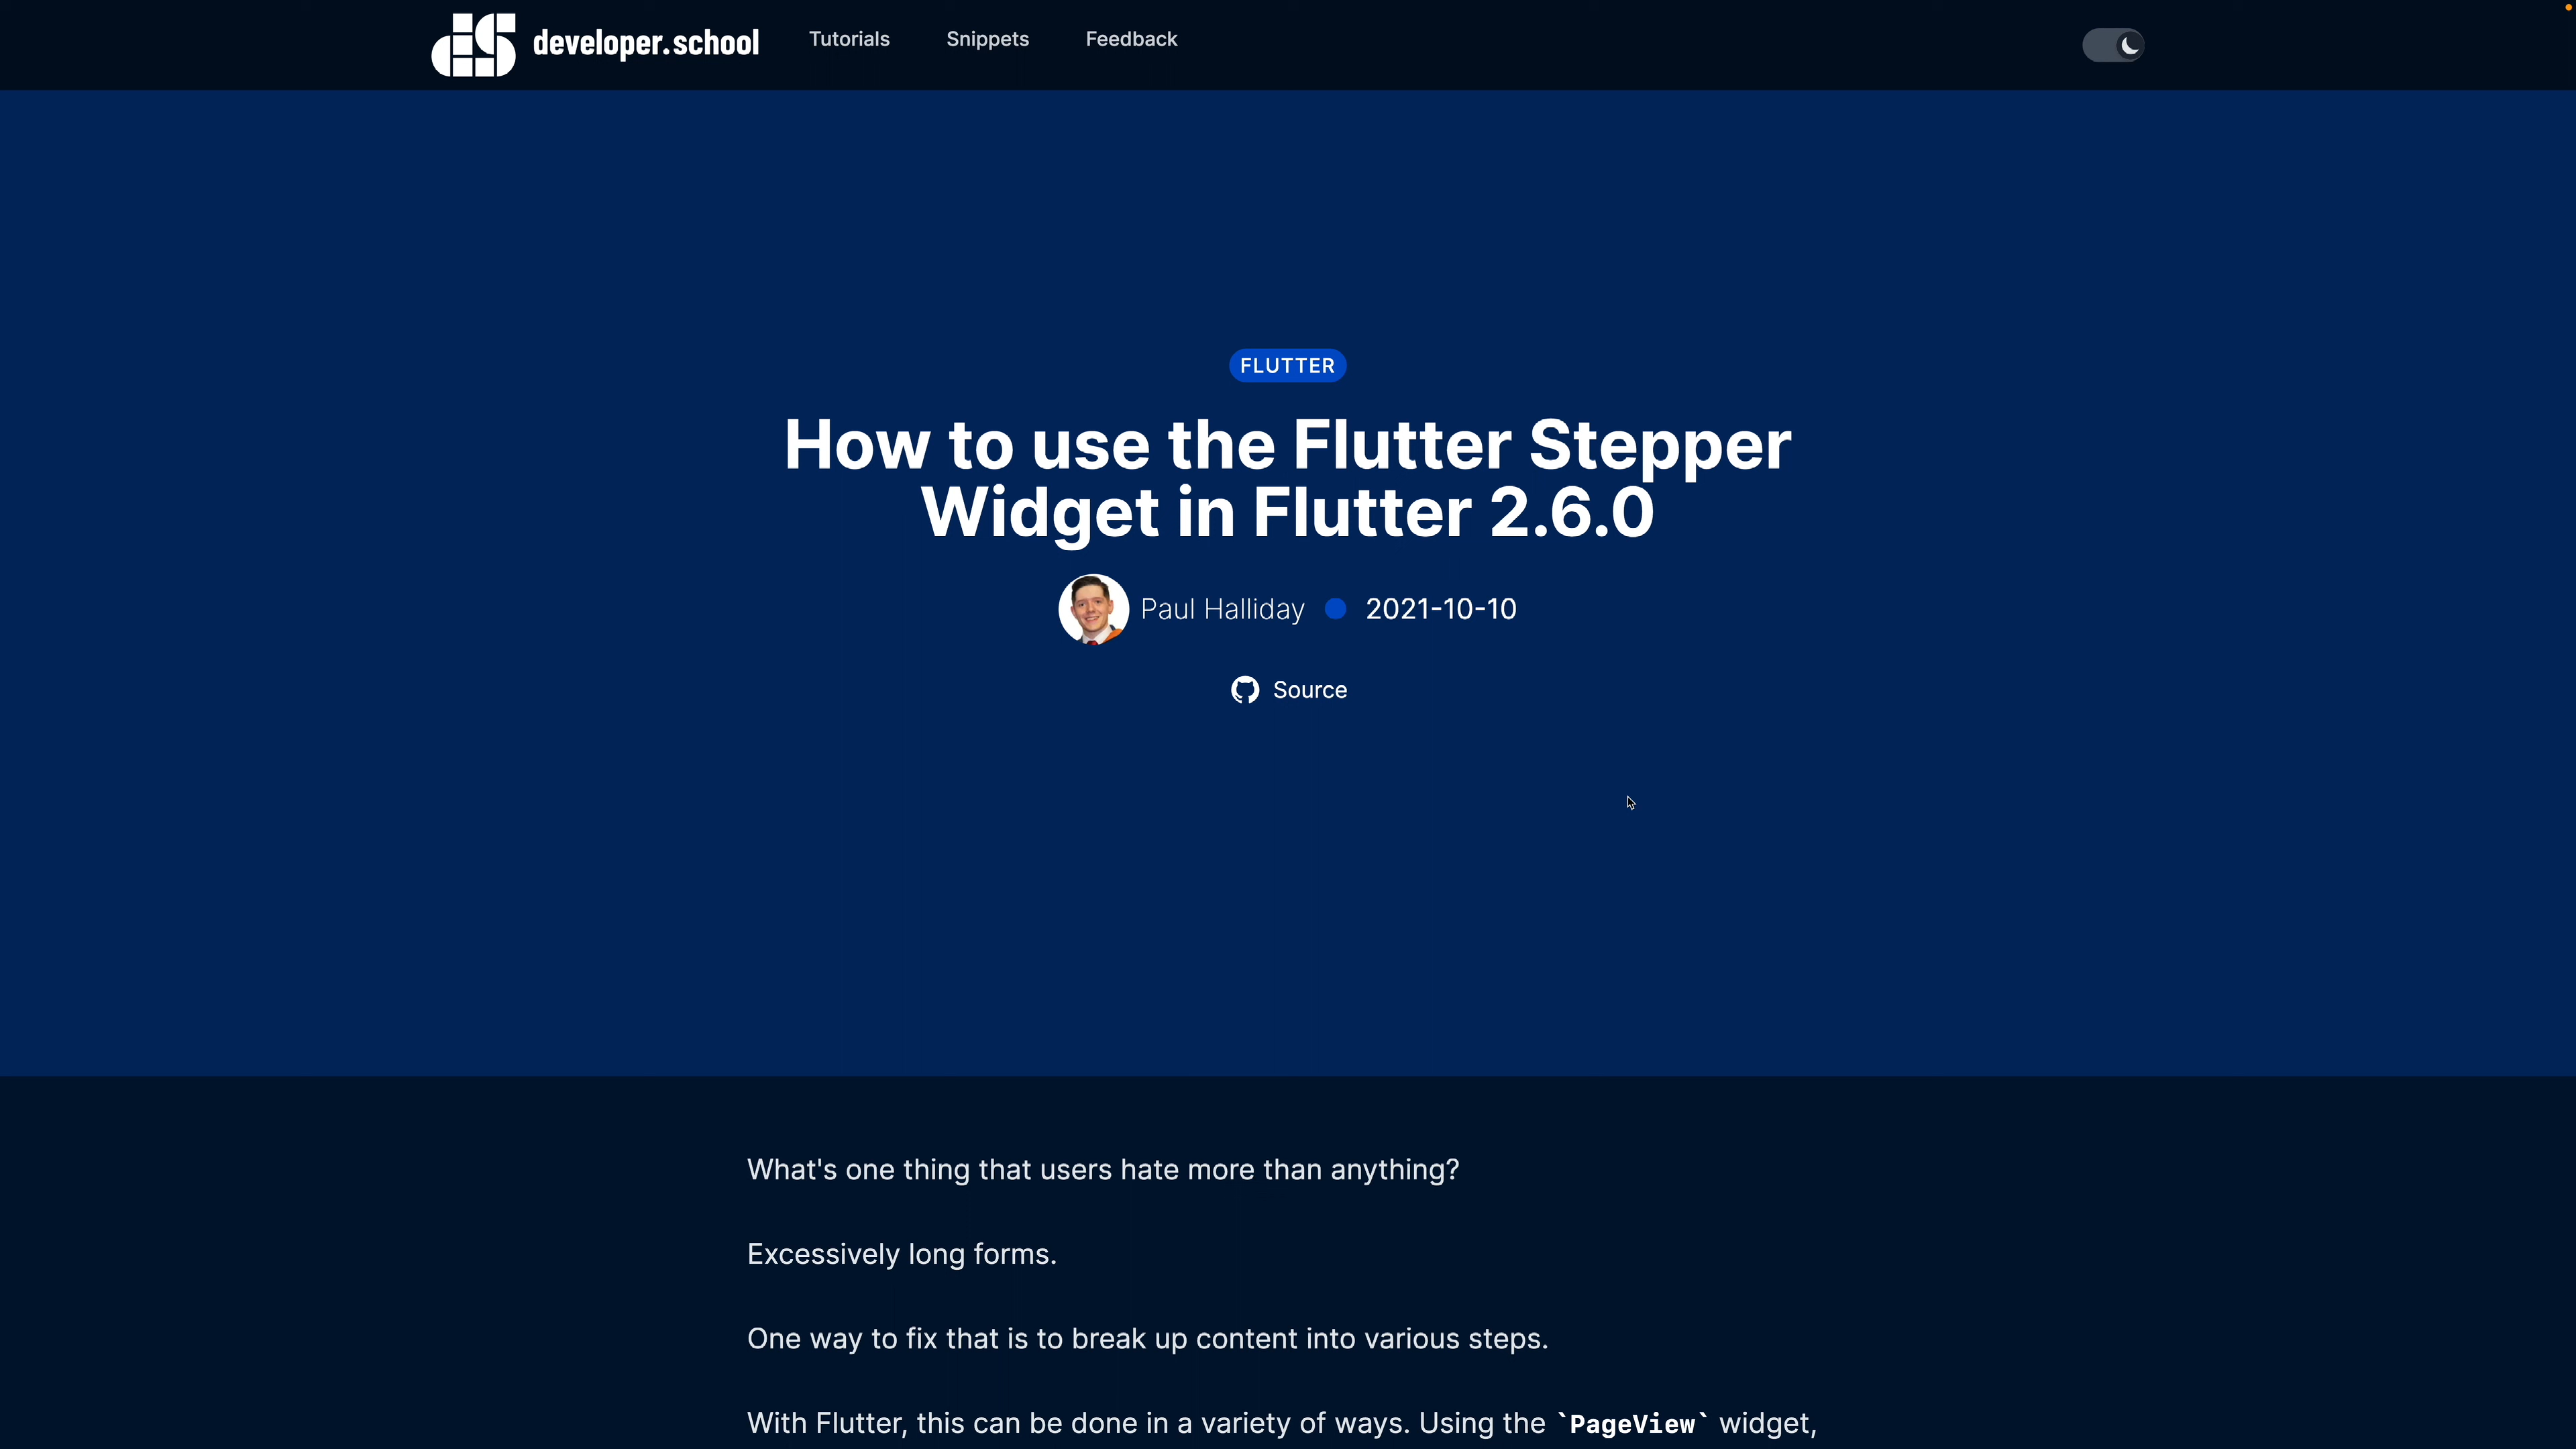 developer.school
Tutorials
Snippets
Feedback
FLUTTER
How to use the Flutter Stepper
Widget in Flutter 2.6.0
Paul Halliday
2021-10-10
Source
What's one thing that users hate more than anything?
Excessively long forms.
One way to fix that is to break up content into various steps.
With Flutter, this can be done in a variety of ways. Using the `PageView` widget,